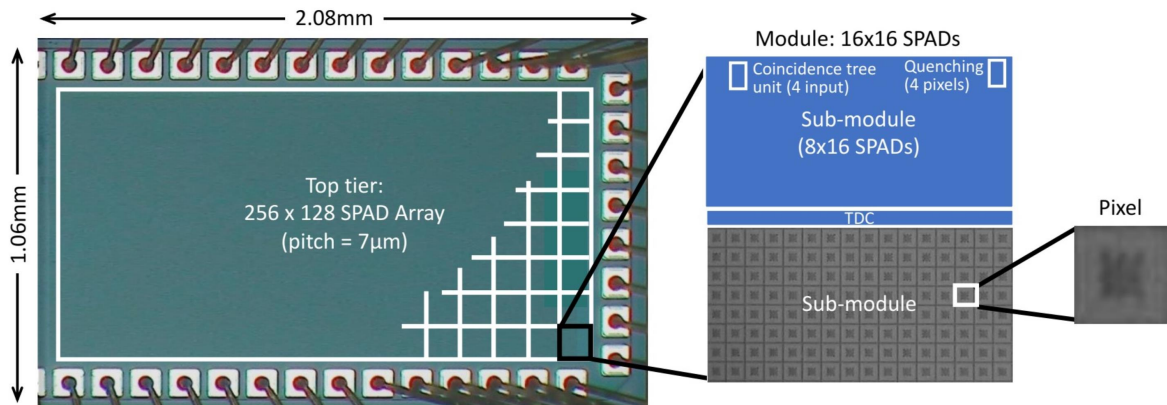 2.08mm
1.06mm
Top tier:
256 x 128 SPAD Array
(pitch = 7μm)
Module: 16x16 SPADs
Coincidence tree
unit (4 input)
Quenching
(4 pixels)
Sub-module
(8x16 SPADs)
TDC
Sub-module
Pixel